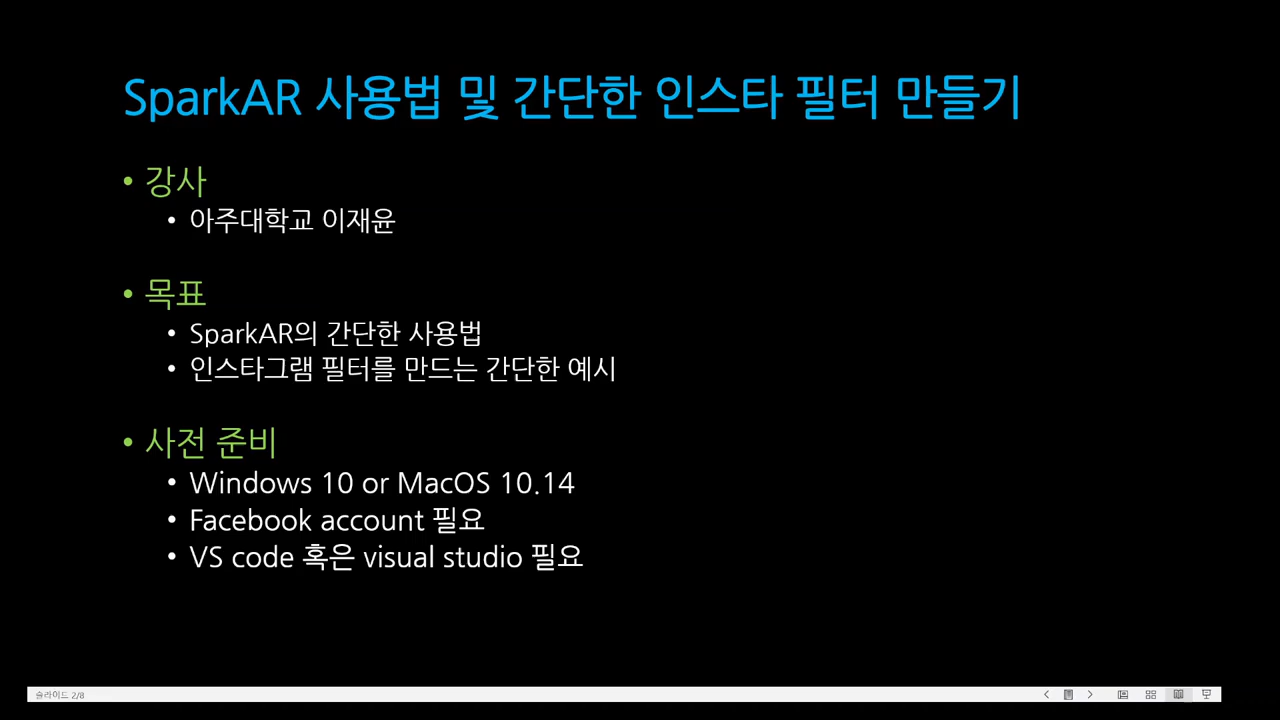 SparkAR 사용법 및 간단한 인스타 필터 만들기
• 강사
• 아주대학교 이재윤
• 목표
• SparkAR의 간단한 사용법
• 인스타그램 필터를 만드는 간단한 예시
• 사전 준비
• Windows 10 or MacOS 10.14
• Facebook account 필요
• VS code 혹은 visual studio 필요
슬라이드 2/8